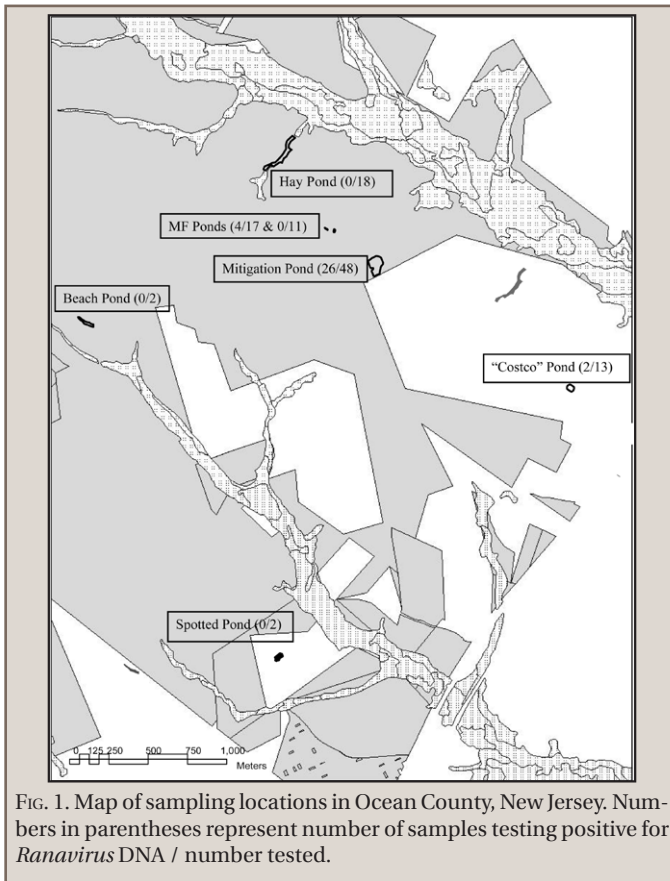 Hay Pond (0/18)
MF Ponds (4/17 & 0/11)
Mitigation Pond (26/48)
Beach Pond (0/2)
“Costco” Pond (2/13)
Spotted Pond (0/2)
0 125 250 500 750 1,000
Meters
Fig. 1. Map of sampling locations in Ocean County, New Jersey. Num-
bers in parentheses represent number of samples testing positive for
Ranavirus DNA / number tested.